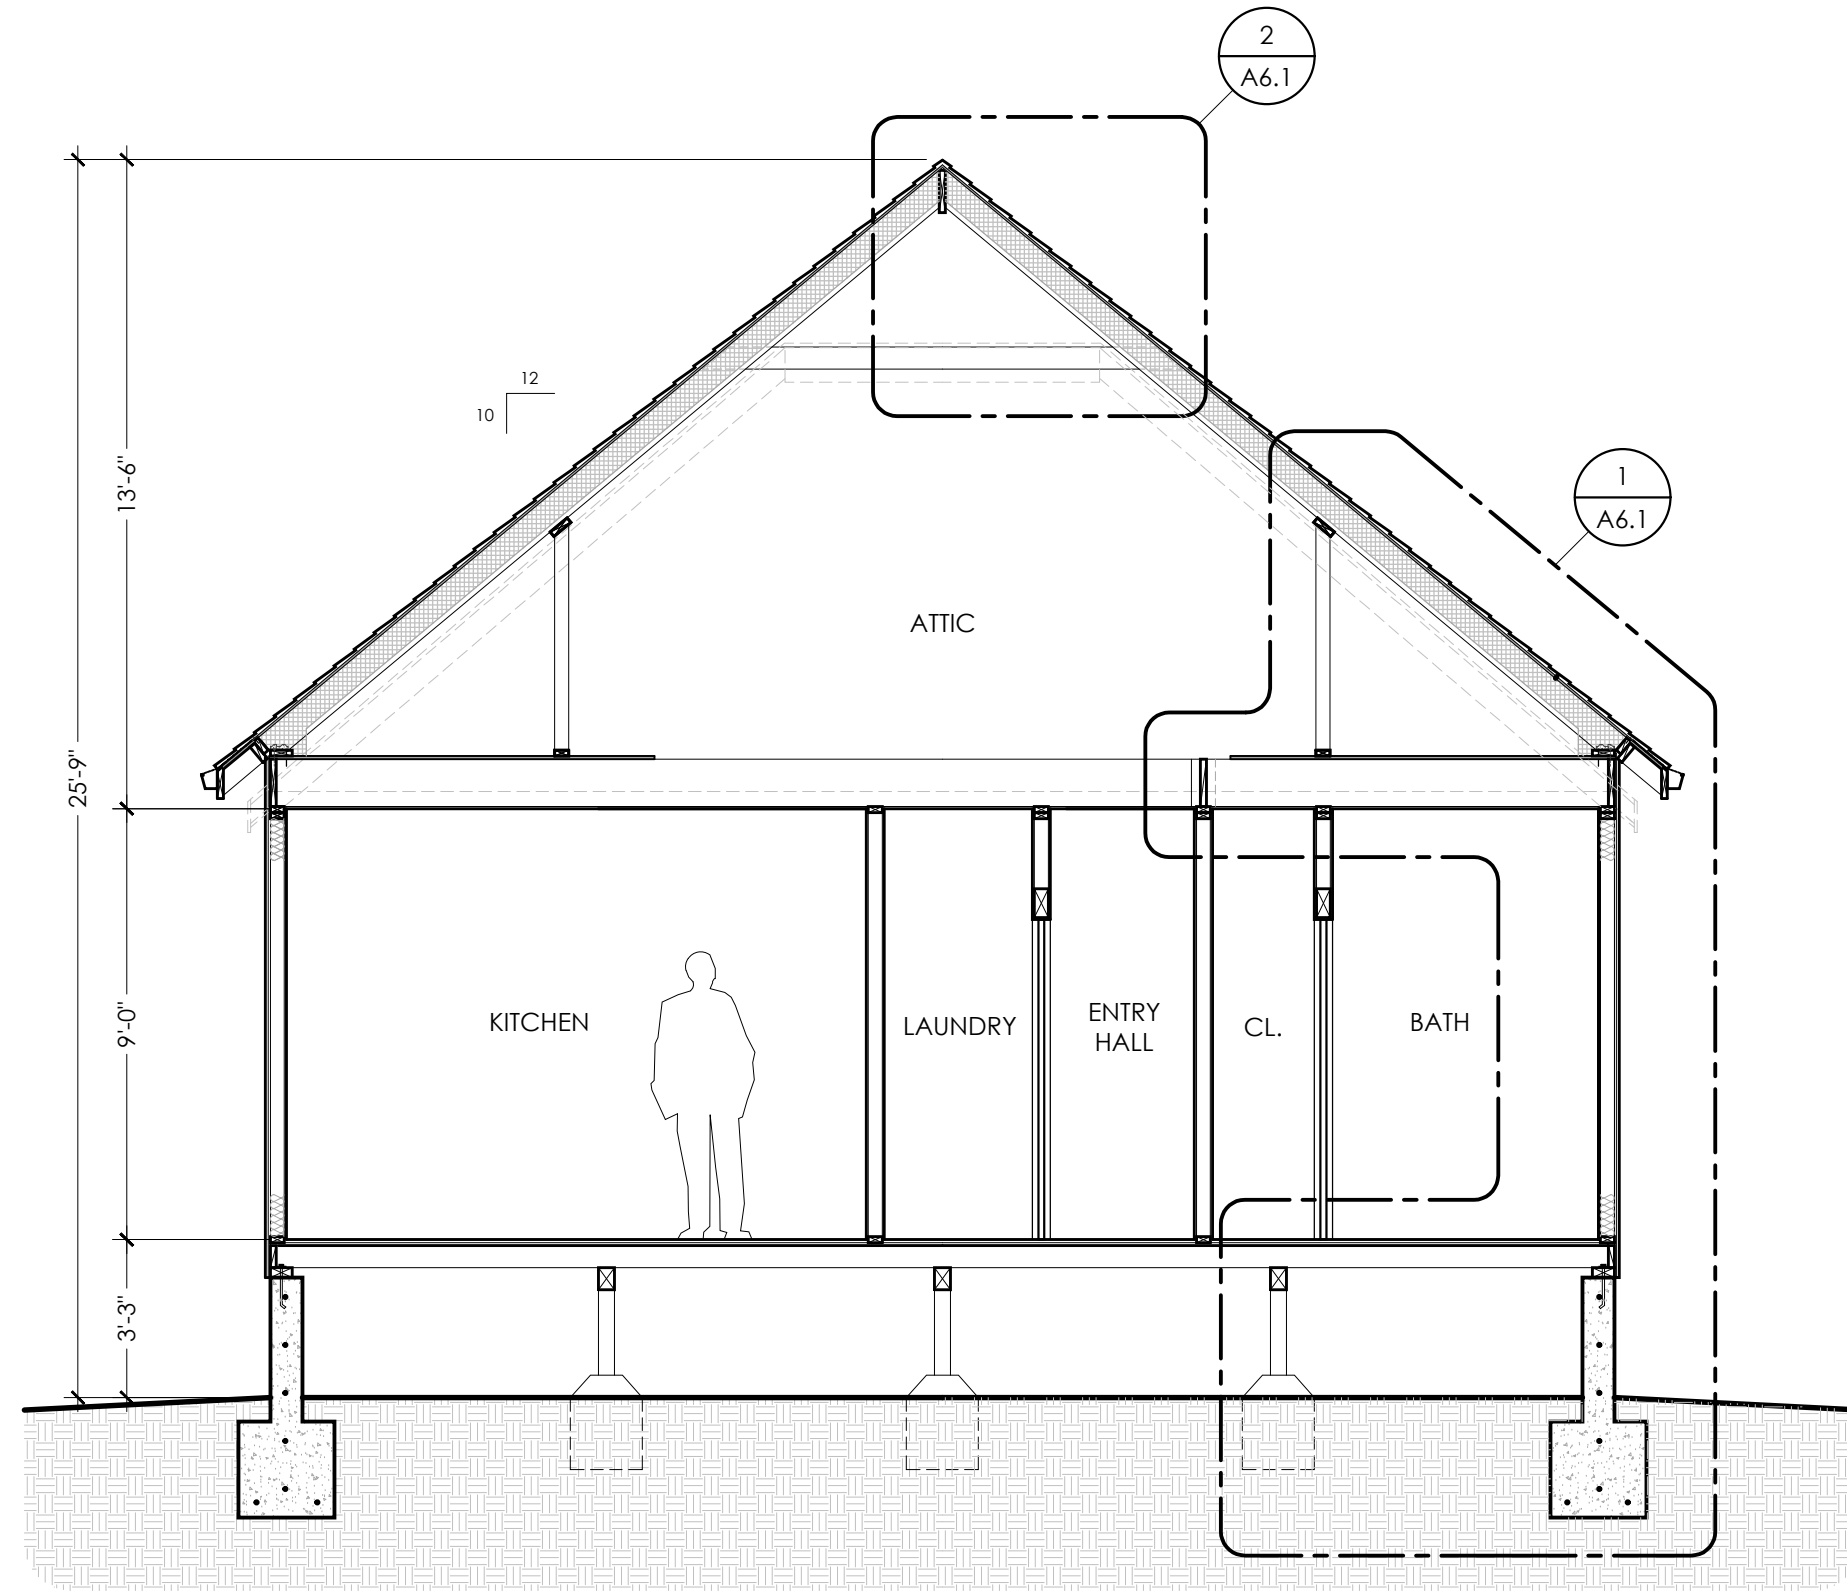 2
A6.1
12
10
1
A6.1
13'-6"
25'-9"
ATTIC
9'-0"
KITCHEN
LAUNDRY
ENTRY
HALL
CL.
BATH
3'-3"